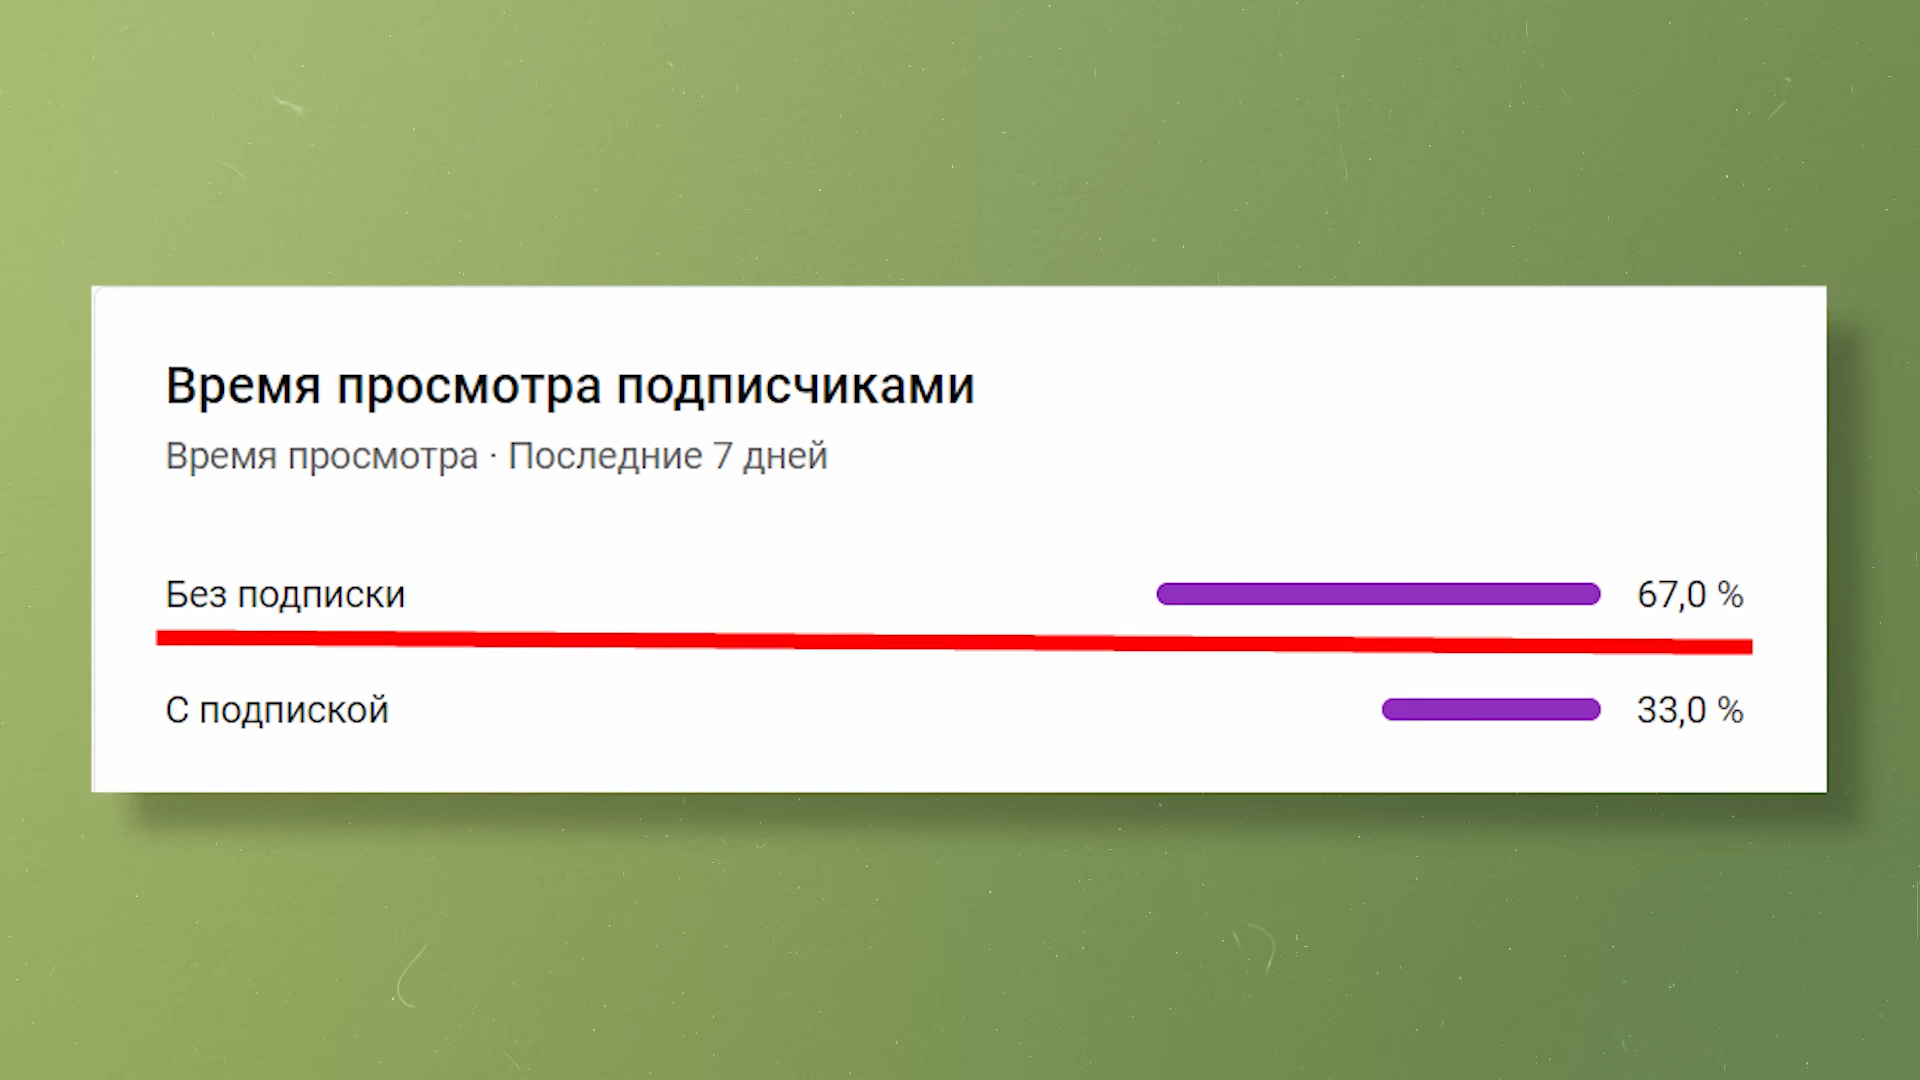 Время просмотра подписчиками
Время просмотра · Последние 7 дней
Без подписки 67,0 %
С подпиской 33,0 %